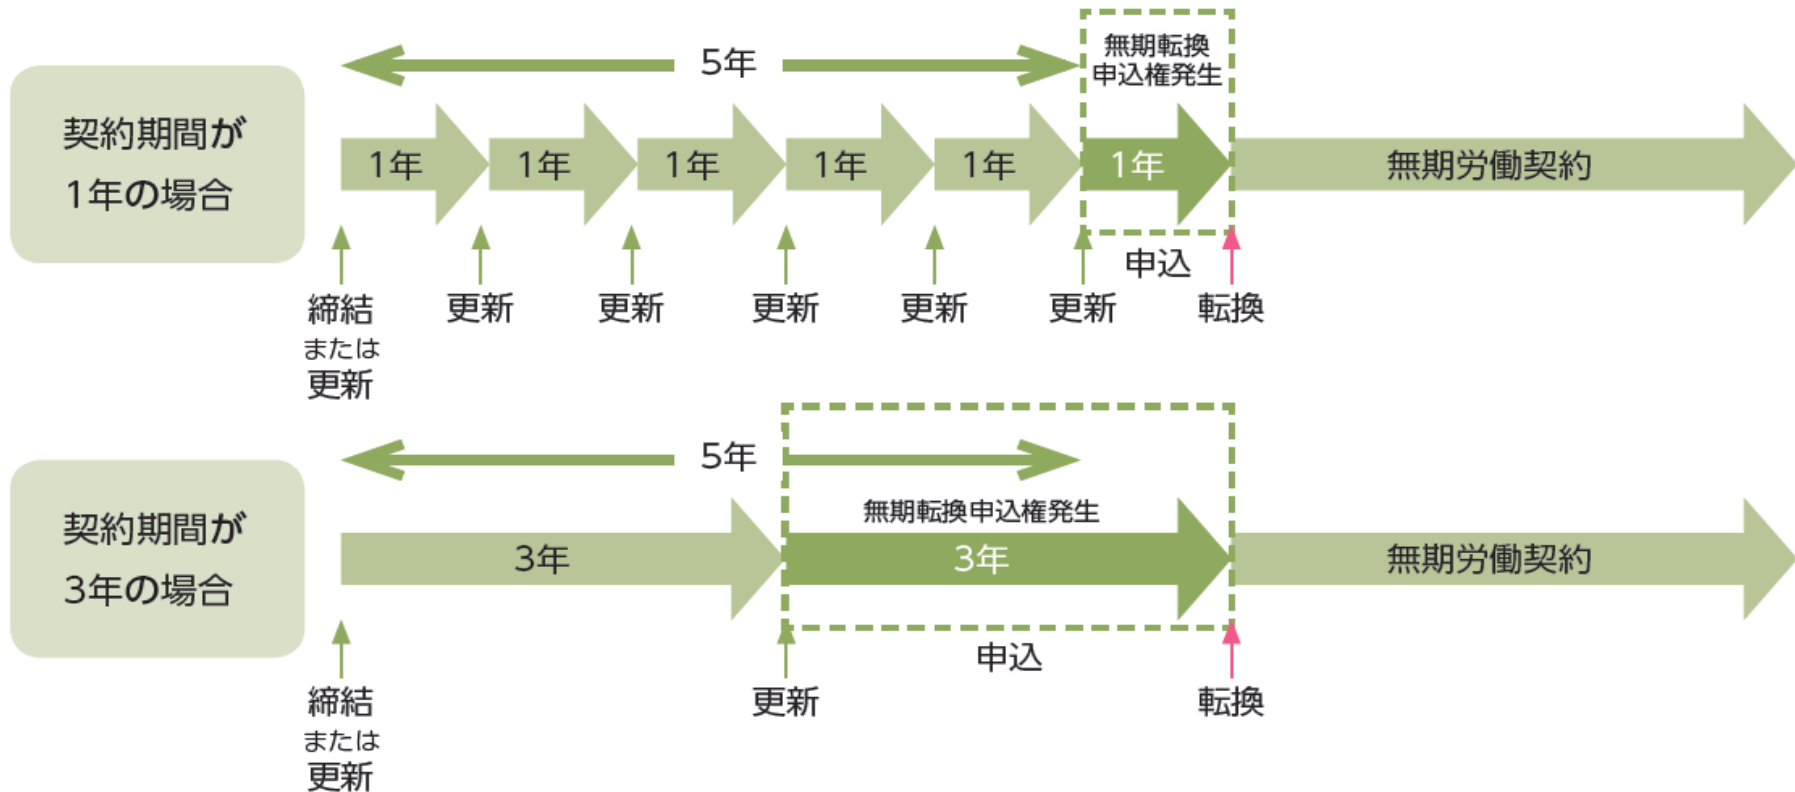 契約期間が
1年の場合
5年
無期転換
申込権発生
1年
1年
1年
1年
1年
1年
無期労働契約
申込
締結
または
更新
更新
更新
更新
更新
更新
転換
契約期間が
3年の場合
5年
無期転換申込権発生
3年
3年
無期労働契約
申込
締結
または
更新
更新
転換